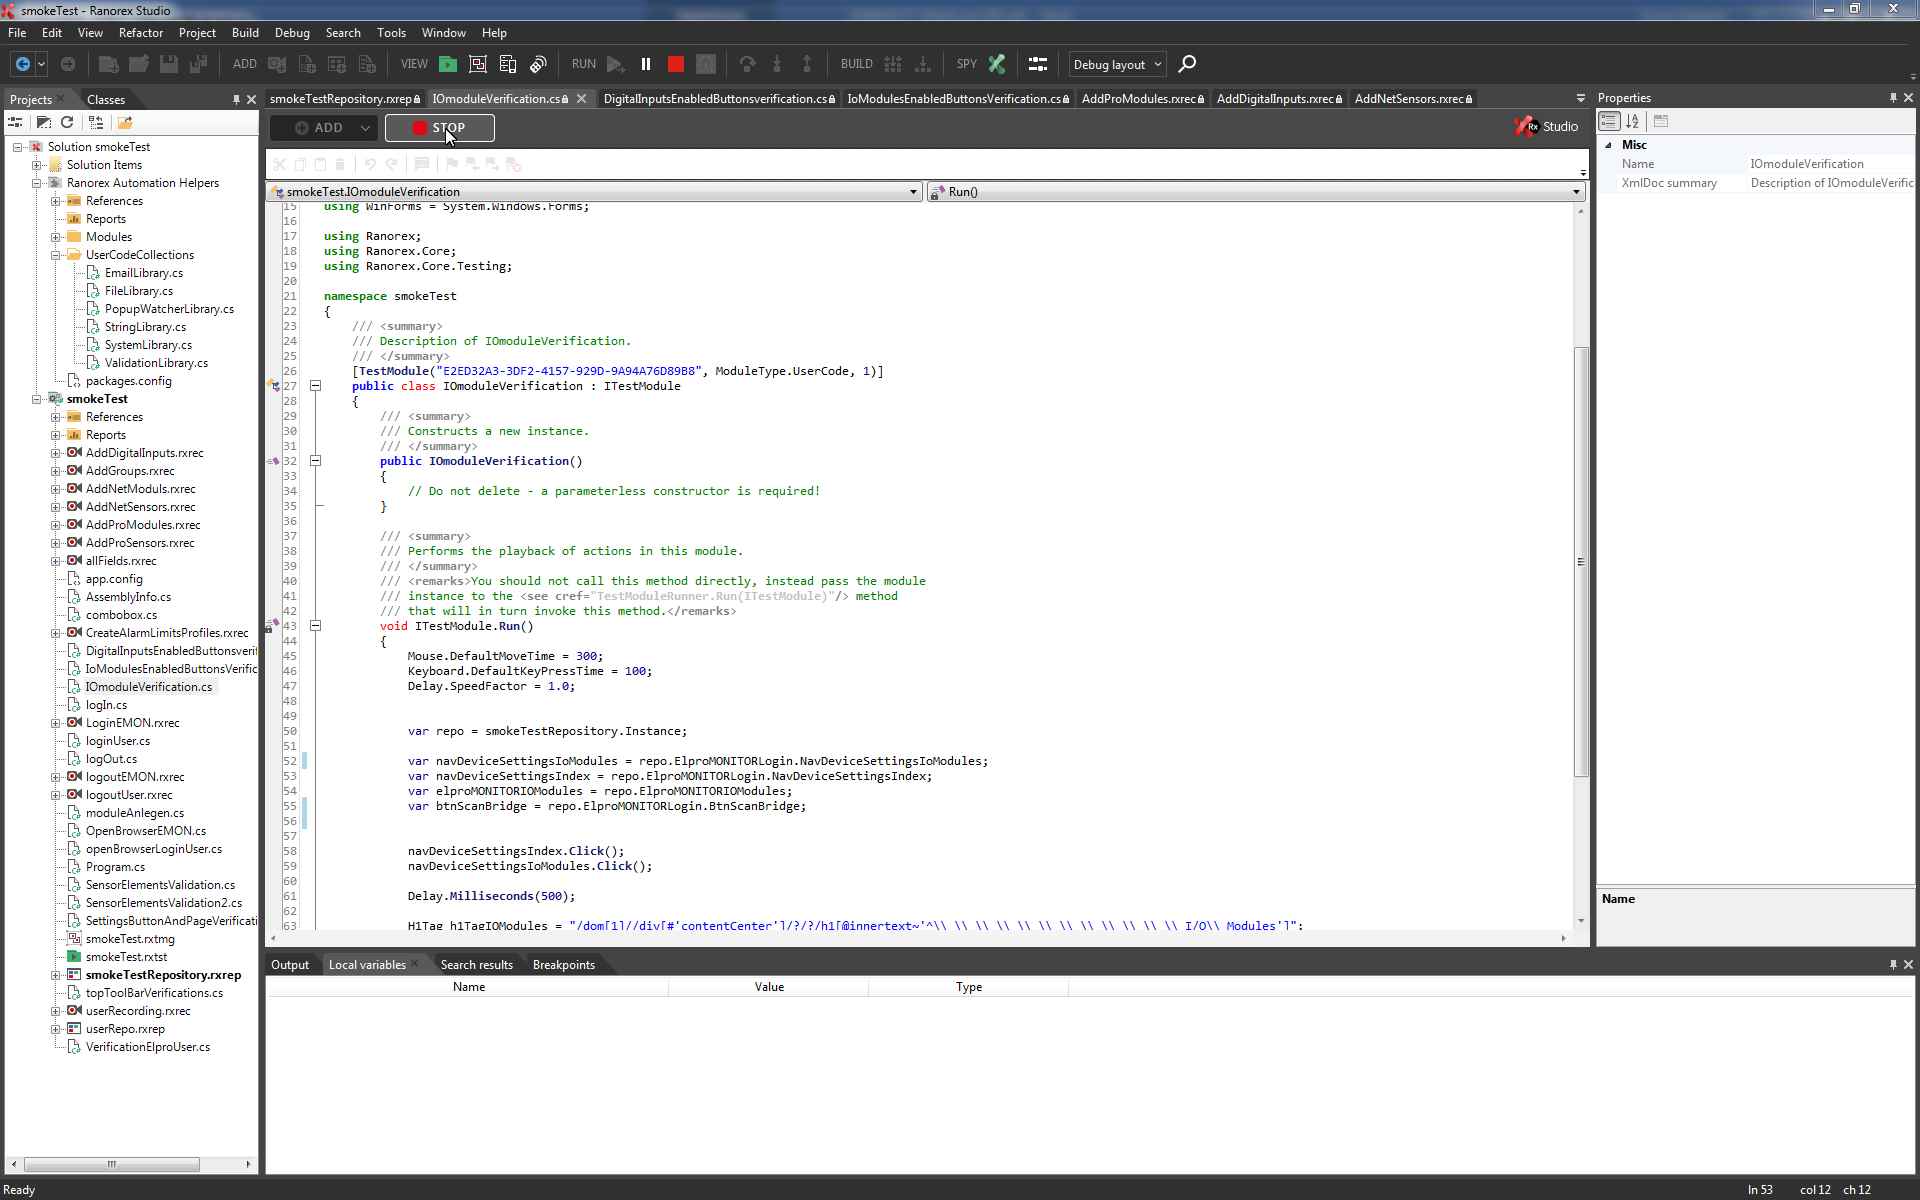 smokeTest - Ranorex Studio
File Edit View Refactor Project Build Debug Search Tools Window Help
ADD VIEW RUN BUILD SPY Debug layout
Projects Classes
smokeTestRepository.rxrep IOmoduleVerification.cs DigitalInputsEnabledButtonsverification.cs IoModulesEnabledButtonsVerification.cs AddProModules.rxrec AddDigitalInputs.rxrec AddNetSensors.rxrec
ADD STOP Rx Studio
smokeTest.IOmoduleVerification Run()
Solution smokeTest
Solution Items
Ranorex Automation Helpers
References
Reports
Modules
UserCodeCollections
EmailLibrary.cs
FileLibrary.cs
PopupWatcherLibrary.cs
StringLibrary.cs
SystemLibrary.cs
ValidationLibrary.cs
packages.config
smokeTest
References
Reports
AddDigitalInputs.rxrec
AddGroups.rxrec
AddNetModuls.rxrec
AddNetSensors.rxrec
AddProModules.rxrec
AddProSensors.rxrec
allFields.rxrec
app.config
AssemblyInfo.cs
combobox.cs
CreateAlarmLimitsProfiles.rxrec
DigitalInputsEnabledButtonsveri
IoModulesEnabledButtonsVerific
IOmoduleVerification.cs
logIn.cs
LoginEMON.rxrec
loginUser.cs
logOut.cs
logoutEMON.rxrec
logoutUser.rxrec
moduleAnlegen.cs
OpenBrowserEMON.cs
openBrowserLoginUser.cs
Program.cs
SensorElementsValidation.cs
SensorElementsValidation2.cs
SettingsButtonAndPageVerificati
smokeTest.rxtmg
smokeTest.rxtst
smokeTestRepository.rxrep
topToolBarVerifications.cs
userRecording.rxrec
userRepo.rxrep
VerificationElproUser.cs
15 using WinForms = System.Windows.Forms;
16
17 using Ranorex;
18 using Ranorex.Core;
19 using Ranorex.Core.Testing;
20
21 namespace smokeTest
22 {
23 /// <summary>
24 /// Description of IOmoduleVerification.
25 /// </summary>
26 [TestModule("E2ED32A3-3DF2-4157-929D-9A94A76D89B8", ModuleType.UserCode, 1)]
27 public class IOmoduleVerification : ITestModule
28 {
29 /// <summary>
30 /// Constructs a new instance.
31 /// </summary>
32 public IOmoduleVerification()
33 {
34 // Do not delete - a parameterless constructor is required!
35 }
36
37 /// <summary>
38 /// Performs the playback of actions in this module.
39 /// </summary>
40 /// <remarks>You should not call this method directly, instead pass the module
41 /// instance to the <see cref="TestModuleRunner.Run(ITestModule)"/> method
42 /// that will in turn invoke this method.</remarks>
43 void ITestModule.Run()
44 {
45 Mouse.DefaultMoveTime = 300;
46 Keyboard.DefaultKeyPressTime = 100;
47 Delay.SpeedFactor = 1.0;
48
49
50 var repo = smokeTestRepository.Instance;
51
52 var navDeviceSettingsIoModules = repo.ElproMONITORLogin.NavDeviceSettingsIoModules;
53 var navDeviceSettingsIndex = repo.ElproMONITORLogin.NavDeviceSettingsIndex;
54 var elproMONITORIOModules = repo.ElproMONITORIOModules;
55 var btnScanBridge = repo.ElproMONITORLogin.BtnScanBridge;
56
57
58 navDeviceSettingsIndex.Click();
59 navDeviceSettingsIoModules.Click();
60
61 Delay.Milliseconds(500);
62
63 H1Tag h1TagIOModules = "/dom[1]//div[#'contentCenter']/?/?/h1[@innertext~'^\\ \\ \\ \\ \\ \\ \\ \\ \\ \\ \\ \\ I/O\\ Modules']";
Output Local variables Search results Breakpoints
Name Value Type
Properties
Misc
Name IOmoduleVerification
XmlDoc summary Description of IOmoduleVerific
Name
Ready ln 53 col 12 ch 12